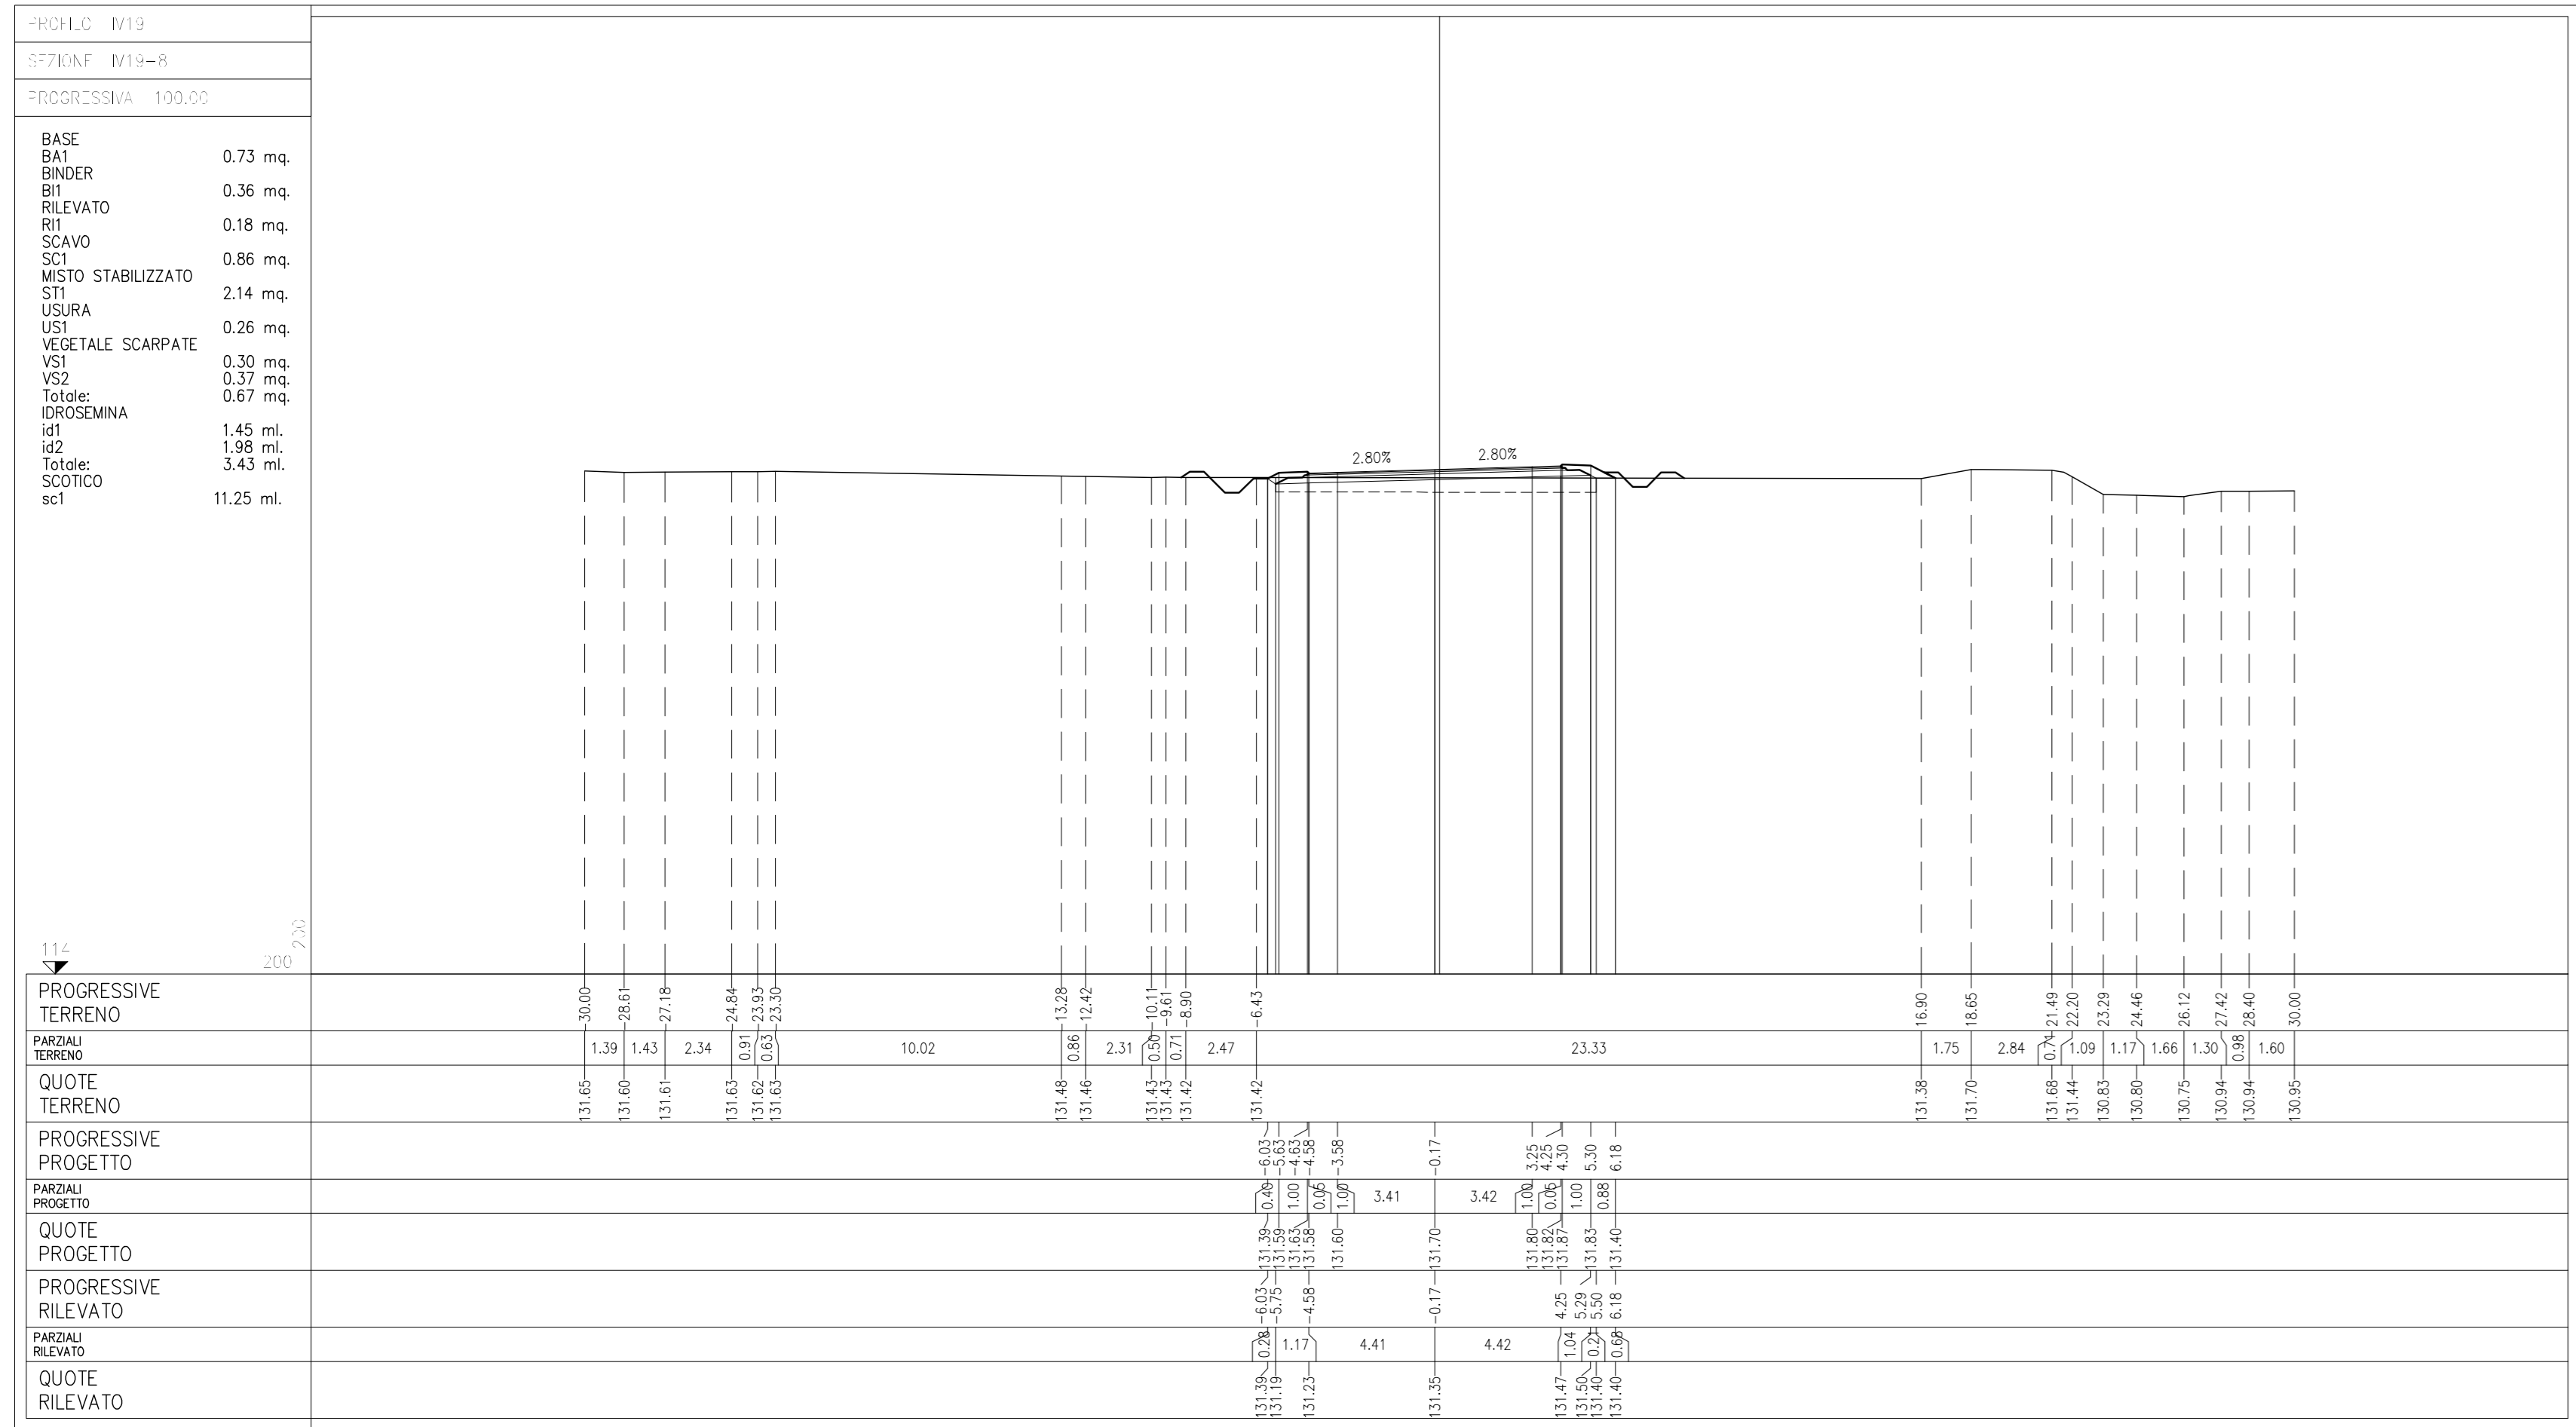 PROFILO IV19
SEZIONE IV19-8
PROGRESSIVA 100.00
BASE
BA1 0.73 mq.
BINDER
BI1 0.36 mq.
RILEVATO
RI1 0.18 mq.
SCAVO
SC1 0.86 mq.
MISTO STABILIZZATO
ST1 2.14 mq.
USURA
US1 0.26 mq.
VEGETALE SCARPATE
VS1 0.30 mq.
VS2 0.37 mq.
Totale: 0.67 mq.
IDROSEMINA
id1 1.45 ml.
id2 1.98 ml.
Totale: 3.43 ml.
SCOTICO
sc1 11.25 ml.
2.80% 2.80%
114 200 200
PROGRESSIVE
TERRENO
-30.00 -28.61 -27.18 -24.84 -23.93 -23.30 -13.28 -12.42 -10.11 -9.61 -8.90 -6.43 16.90 18.65 21.49 22.20 23.29 24.46 26.12 27.42 28.40 30.00
PARZIALI
TERRENO
1.39 1.43 2.34 0.91 0.63 10.02 0.86 2.31 0.50 0.71 2.47 23.33 1.75 2.84 0.71 1.09 1.17 1.66 1.30 0.98 1.60
QUOTE
TERRENO
131.65 131.60 131.61 131.63 131.62 131.63 131.48 131.46 131.43 131.43 131.42 131.42 131.38 131.70 131.68 131.44 130.83 130.80 130.75 130.94 130.94 130.95
PROGRESSIVE
PROGETTO
-6.03 -5.63 -4.63 -4.58 -3.58 -0.17 3.25 4.25 4.30 5.30 6.18
PARZIALI
PROGETTO
0.40 1.00 0.05 1.00 3.41 3.42 1.00 0.05 1.00 0.88
QUOTE
PROGETTO
131.39 131.59 131.63 131.58 131.60 131.70 131.80 131.82 131.87 131.83 131.40
PROGRESSIVE
RILEVATO
-6.03 -5.75 -4.58 -0.17 4.25 5.29 5.50 6.18
PARZIALI
RILEVATO
0.28 1.17 4.41 4.42 1.04 0.21 0.68
QUOTE
RILEVATO
131.39 131.19 131.23 131.35 131.47 131.50 131.40 131.40